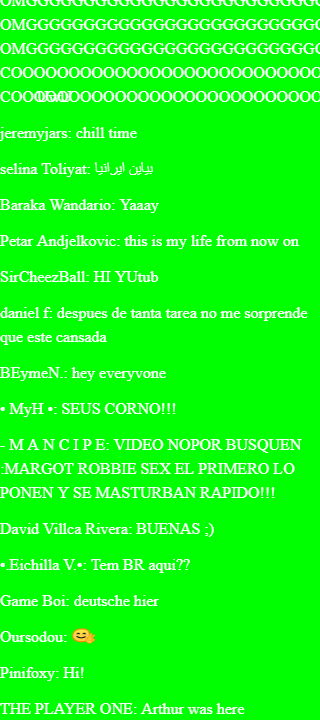 OMGGGGGGGGGGGGGGGGGGGGGGGGGG
OMGGGGGGGGGGGGGGGGGGGGGGGGGG
OMGGGGGGGGGGGGGGGGGGGGGGGGGG
COOOOOOOOOOOOOOOOOOOOOOOOOOO
COOOOOOOOOOOOOOOOOOOOOOOOOOO
jeremyjars: chill time
selina Toliyat: بیاین ایرانیا
Baraka Wandario: Yaaay
Petar Andjelkovic: this is my life from now on
SirCheezBall: HI YUtub
daniel f: despues de tanta tarea no me sorprende
que este cansada
BEymeN.: hey everyvone
• MyH •: SEUS CORNO!!!
- M A N C I P E: VIDEO NOPOR BUSQUEN
:MARGOT ROBBIE SEX EL PRIMERO LO
PONEN Y SE MASTURBAN RAPIDO!!!
David Villca Rivera: BUENAS ;)
•.Eichilla V.•: Tem BR aqui??
Game Boi: deutsche hier
Oursodou: 🤗
Pinifoxy: Hi!
THE PLAYER ONE: Arthur was here